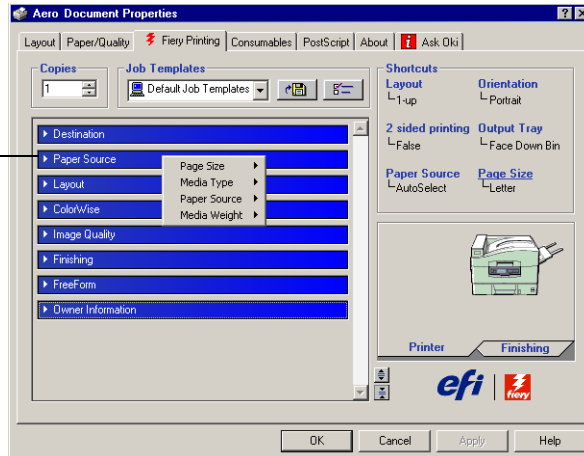 Aero Document Properties
Layout Paper/Quality Fiery Printing Consumables PostScript About Ask Oki
Copies
1
Job Templates
Default Job Templates
Destination
Paper Source
Layout
ColorWise
Image Quality
Finishing
FreeForm
Owner Information
Page Size
Media Type
Paper Source
Media Weight
Shortcuts
Layout Orientation
1-up Portrait
2 sided printing Output Tray
False Face Down Bin
Paper Source Page Size
AutoSelect Letter
Printer Finishing
efi fiery
OK Cancel Apply Help